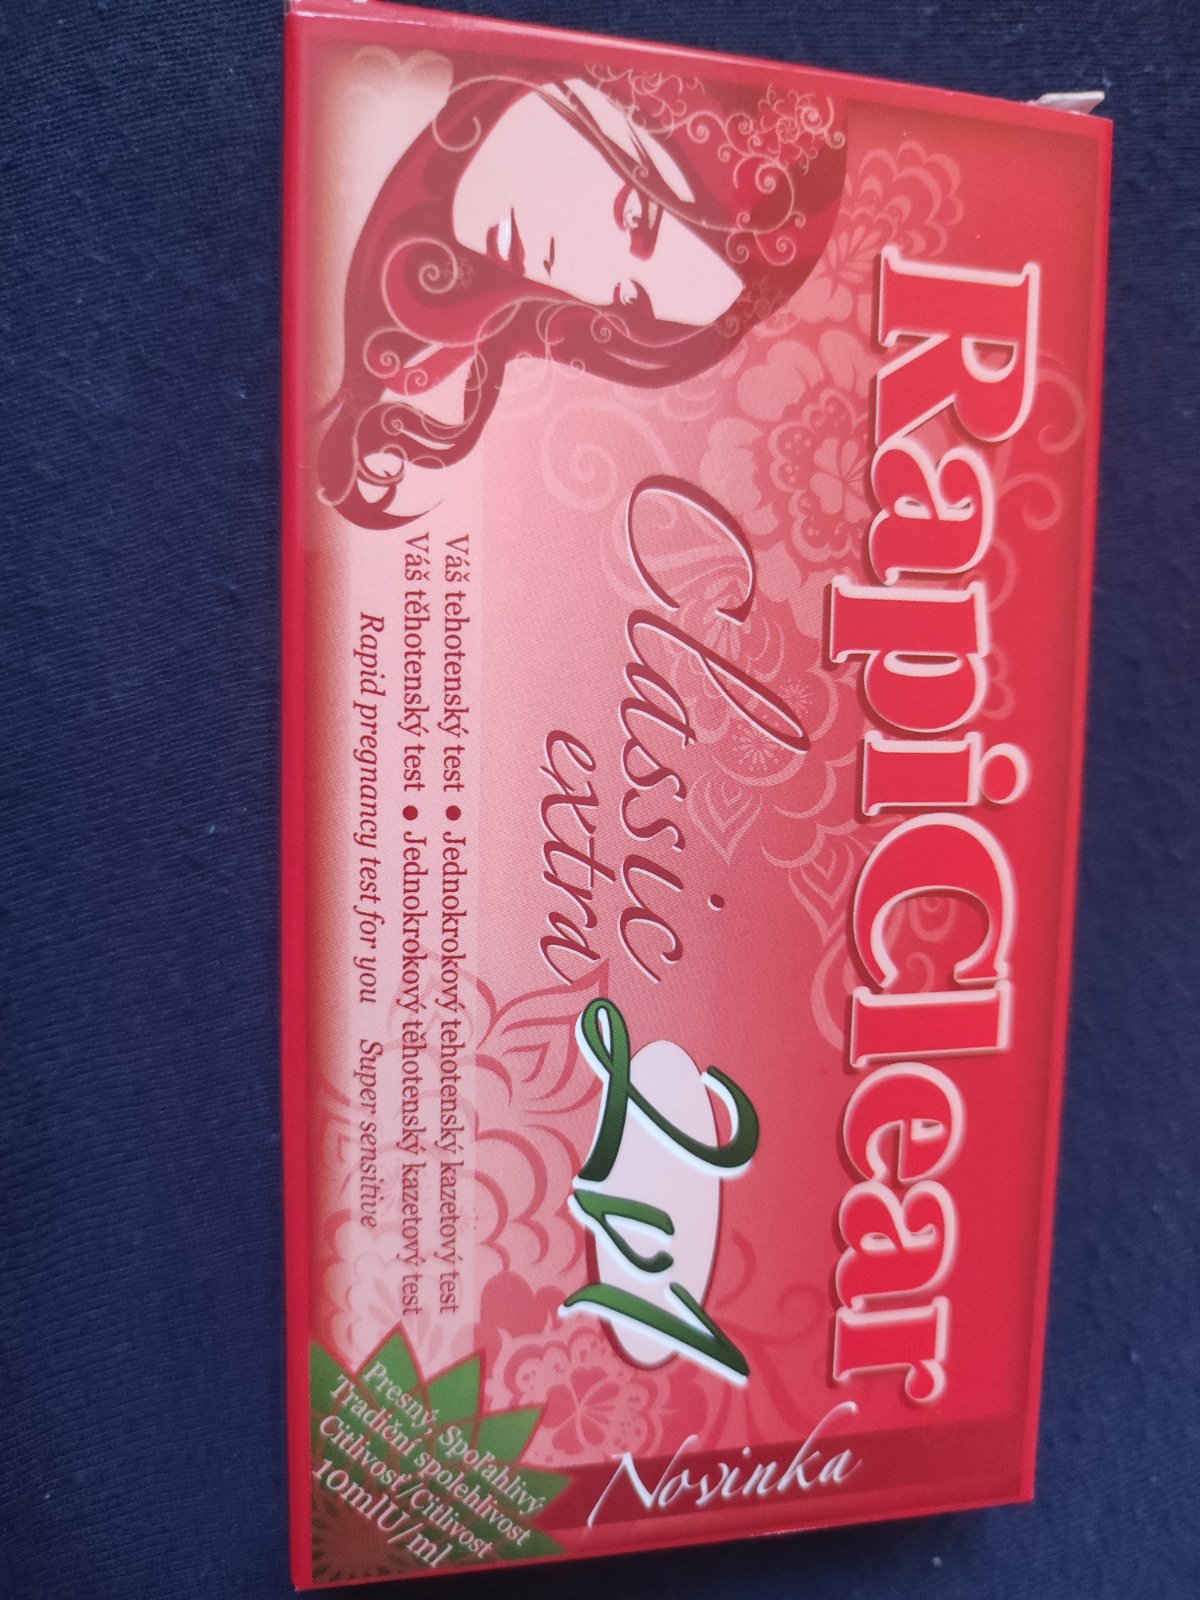 RapiClear
Classic
extra
2v1
Novinka
Váš tehotenský test • Jednokrokový tehotenský kazetový test
Váš těhotenský test • Jednokrokový těhotenský kazetový test
Rapid pregnancy test for you Super sensitive
Presný, Spoľahlivý
Tradiční spolehlivost
Citlivosť/Citlivost
10mIU/ml